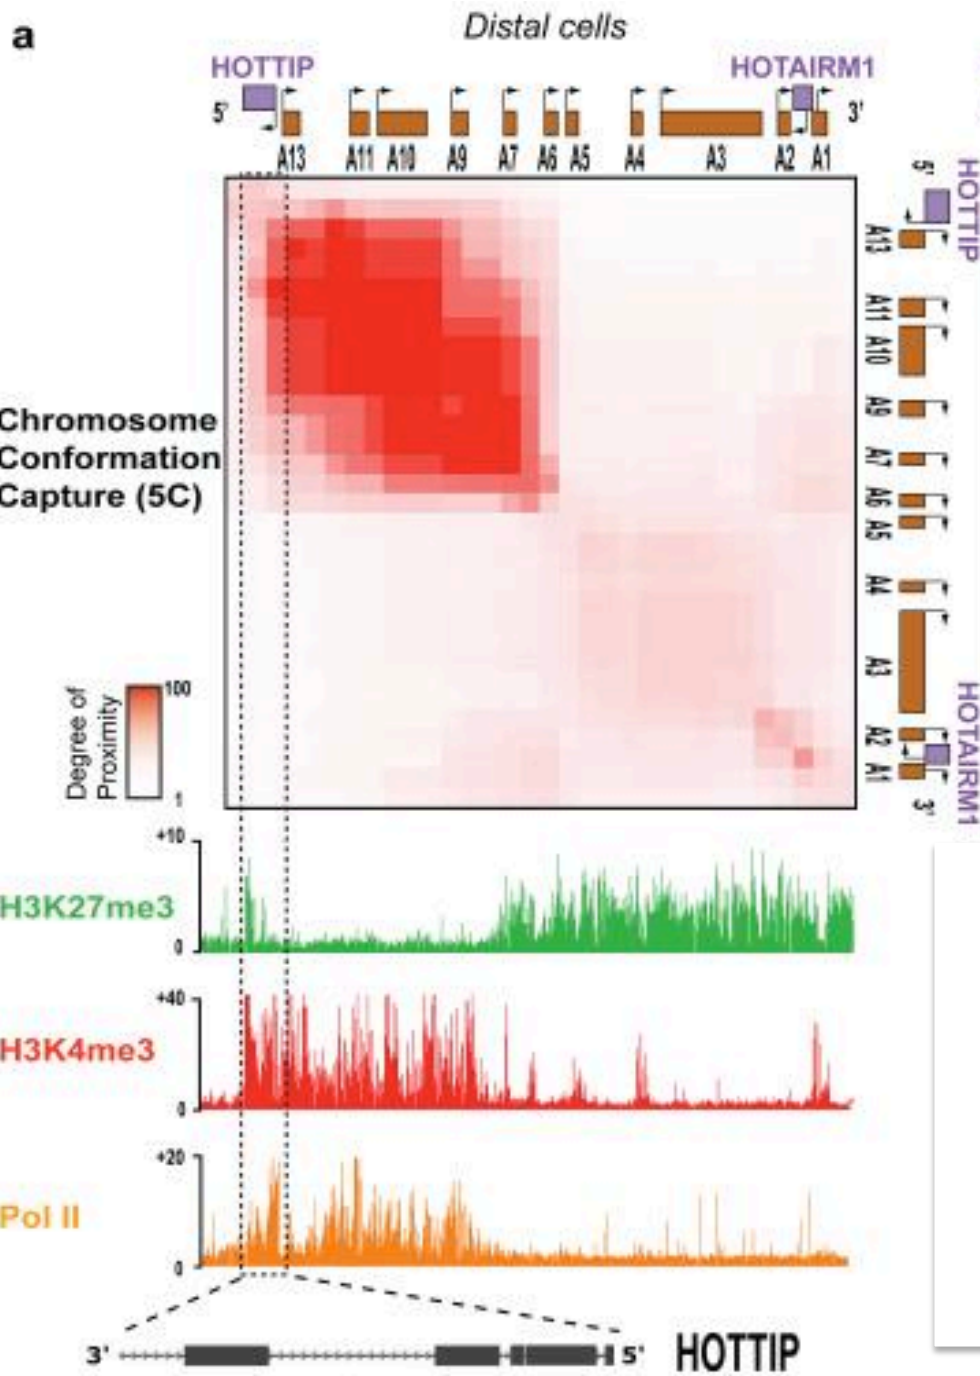 a
Distal cells
HOTTIP
HOTAIRM1
5'
3'
A13 A11 A10 A9 A7 A6 A5 A4 A3 A2 A1
5'
HOTTIP
A13
A11
A10
A9
A7
A6
A5
A4
A3
A2
A1
HOTAIRM1
3'
Chromosome
Conformation
Capture (5C)
Degree of
Proximity
100
1
+10
H3K27me3
0
+40
H3K4me3
0
+20
Pol II
0
3' 5' HOTTIP